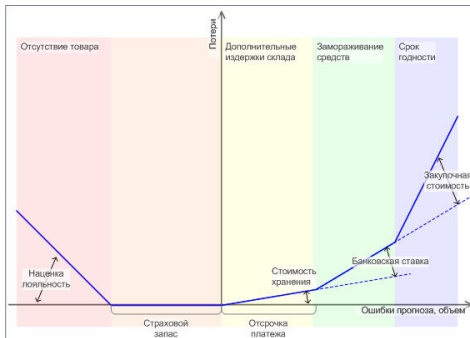 Отсутствие товара
Потери
Дополнительные
издержки склада
Замораживание
средств
Срок
годности
Закупочная
стоимость
Наценка
лояльность
Стоимость
хранения
Банковская ставка
Ошибки прогноза, объем
Страховой
запас
Отсрочка
платежа